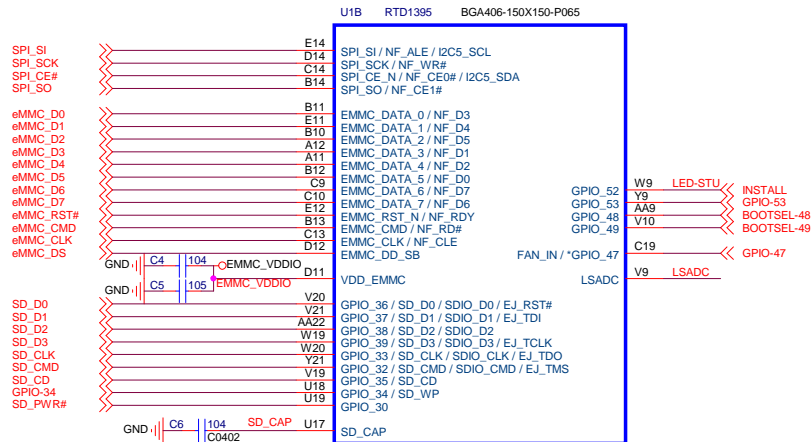 U1B RTD1395 BGA406-150X150-P065
SPI_SI E14 SPI_SI / NF_ALE / I2C5_SCL
SPI_SCK D14 SPI_SCK / NF_WR#
SPI_CE# C14 SPI_CE_N / NF_CE0# / I2C5_SDA
SPI_SO B14 SPI_SO / NF_CE1#
eMMC_D0 B11 EMMC_DATA_0 / NF_D3
eMMC_D1 E11 EMMC_DATA_1 / NF_D4
eMMC_D2 B10 EMMC_DATA_2 / NF_D5
eMMC_D3 A12 EMMC_DATA_3 / NF_D1
eMMC_D4 A11 EMMC_DATA_4 / NF_D2
eMMC_D5 B12 EMMC_DATA_5 / NF_D0
eMMC_D6 C9 EMMC_DATA_6 / NF_D7 GPIO_52 W9 LED-STU INSTALL
eMMC_D7 C10 EMMC_DATA_7 / NF_D6 GPIO_53 Y9 GPIO-53
eMMC_RST# E12 EMMC_RST_N / NF_RDY GPIO_48 AA9 BOOTSEL-48
eMMC_CMD B13 EMMC_CMD / NF_RD# GPIO_49 V10 BOOTSEL-49
eMMC_CLK C13 EMMC_CLK / NF_CLE
eMMC_DS D12 EMMC_DD_SB FAN_IN / *GPIO_47 C19 GPIO-47
GND C4 104 EMMC_VDDIO
EMMC_VDDIO D11 VDD_EMMC LSADC V9 LSADC
GND C5 105
SD_D0 V20 GPIO_36 / SD_D0 / SDIO_D0 / EJ_RST#
SD_D1 V21 GPIO_37 / SD_D1 / SDIO_D1 / EJ_TDI
SD_D2 AA22 GPIO_38 / SD_D2 / SDIO_D2
SD_D3 W19 GPIO_39 / SD_D3 / SDIO_D3 / EJ_TCLK
SD_CLK W20 GPIO_33 / SD_CLK / SDIO_CLK / EJ_TDO
SD_CMD Y21 GPIO_32 / SD_CMD / SDIO_CMD / EJ_TMS
SD_CD V19 GPIO_35 / SD_CD
GPIO-34 U18 GPIO_34 / SD_WP
SD_PWR# U19 GPIO_30
GND C6 104 SD_CAP U17 SD_CAP
C0402